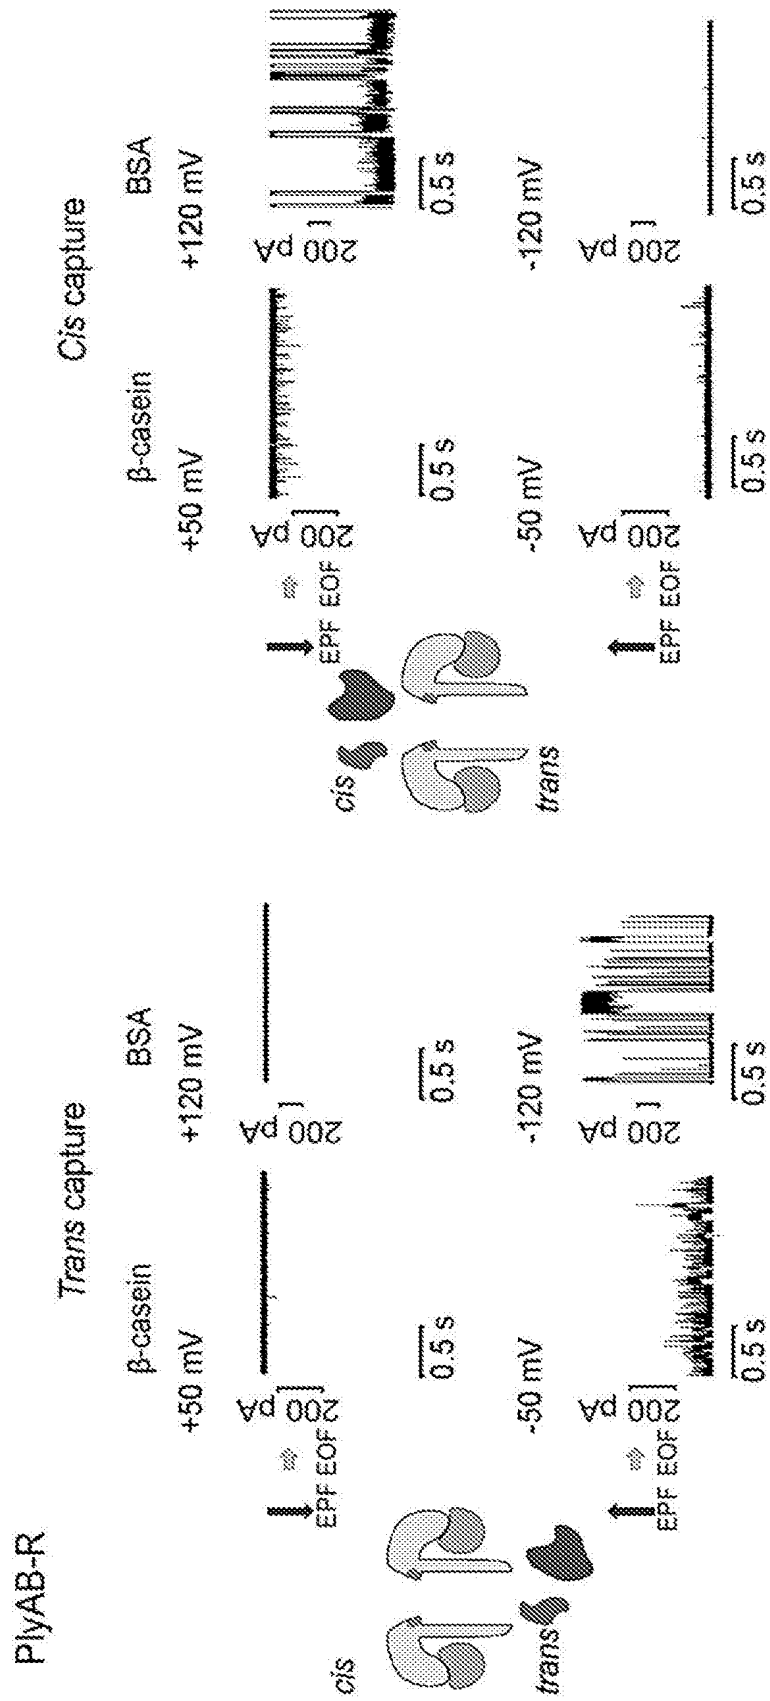 PlyAB-R
Trans capture
Cis capture
β-casein
BSA
β-casein
BSA
+50 mV
+120 mV
+50 mV
+120 mV
200 pA
200 pA
200 pA
200 pA
EPF EOF
EPF EOF
cis
cis
0.5 s
0.5 s
0.5 s
0.5 s
trans
trans
-50 mV
-120 mV
-50 mV
-120 mV
200 pA
200 pA
200 pA
200 pA
EPF EOF
EPF EOF
0.5 s
0.5 s
0.5 s
0.5 s